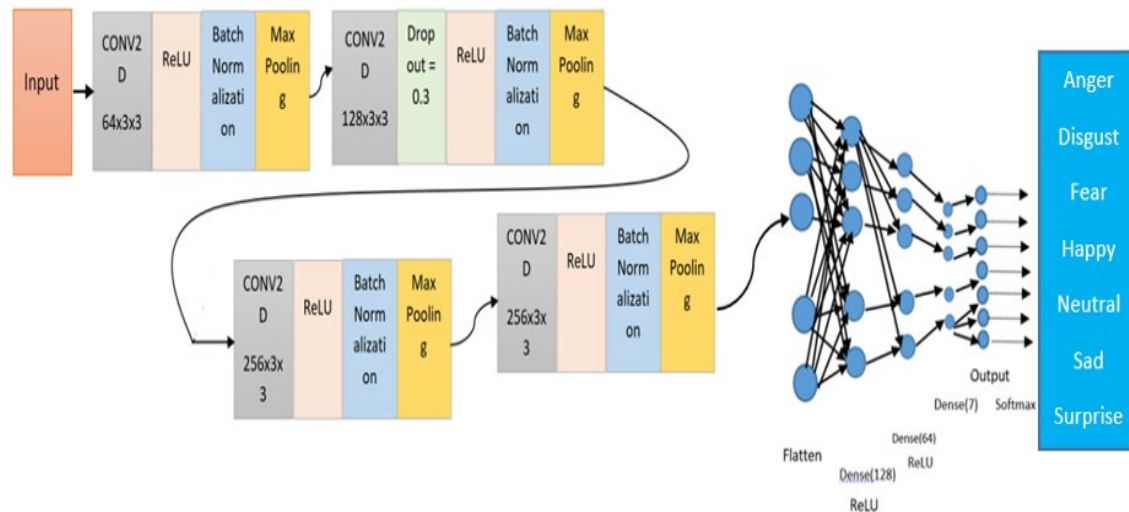 Input
CONV2
D
64x3x3
ReLU
Batch
Norm
alizati
on
Max
Poolin
g
CONV2
D
128x3x3
Drop
out =
0.3
ReLU
Batch
Norm
alizati
on
Max
Poolin
g
CONV2
D
256x3x
3
ReLU
Batch
Norm
alizati
on
Max
Poolin
g
CONV2
D
256x3x
3
ReLU
Batch
Norm
alizati
on
Max
Poolin
g
Flatten
Dense(128)
ReLU
Dense(64)
ReLU
Dense(7)
Output
Softmax
Anger
Disgust
Fear
Happy
Neutral
Sad
Surprise